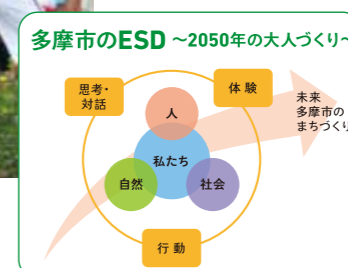 多摩市のESD ~2050年の大人づくり~
思考・
対話
体験
人
未来
多摩市の
まちづくり
私たち
自然
社会
行動